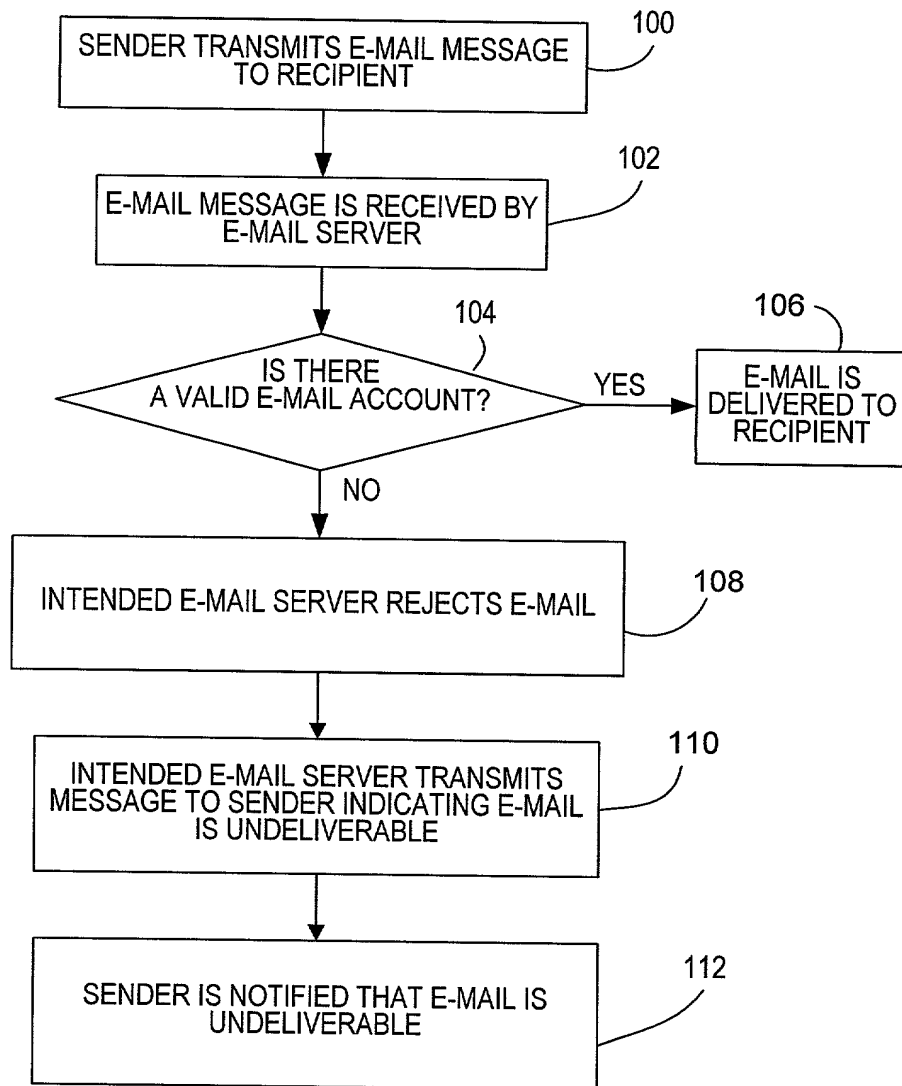 SENDER TRANSMITS E-MAIL MESSAGE
TO RECIPIENT
100
E-MAIL MESSAGE IS RECEIVED BY
E-MAIL SERVER
102
104
IS THERE
A VALID E-MAIL ACCOUNT?
YES
106
E-MAIL IS
DELIVERED TO
RECIPIENT
NO
INTENDED E-MAIL SERVER REJECTS E-MAIL
108
INTENDED E-MAIL SERVER TRANSMITS
MESSAGE TO SENDER INDICATING E-MAIL
IS UNDELIVERABLE
110
SENDER IS NOTIFIED THAT E-MAIL IS
UNDELIVERABLE
112